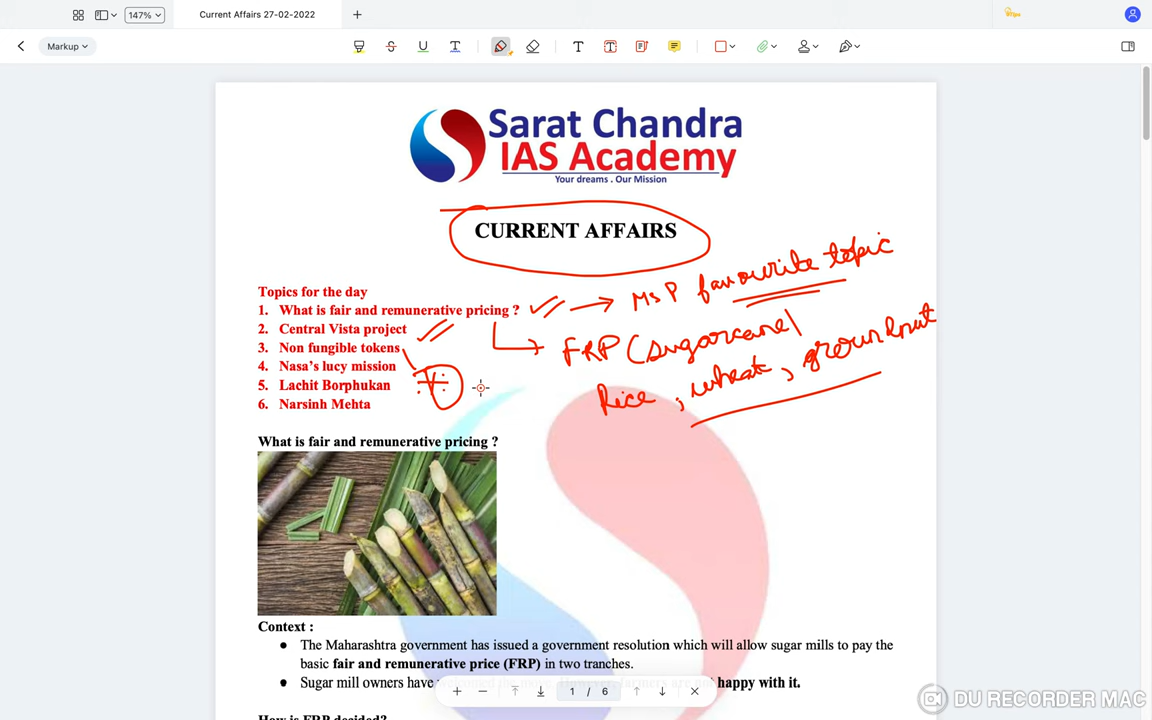 147%
Current Affairs 27-02-2022
Markup
Sarat Chandra
IAS Academy
Your dreams . Our Mission
CURRENT AFFAIRS
Topics for the day
1. What is fair and remunerative pricing ?
2. Central Vista project
3. Non fungible tokens
4. Nasa's lucy mission
5. Lachit Borphukan
6. Narsinh Mehta
MSP favourite topic
FRP (Sugarcane)
Rice, wheat, groundnut
What is fair and remunerative pricing ?
Context :
● The Maharashtra government has issued a government resolution which will allow sugar mills to pay the
basic fair and remunerative price (FRP) in two tranches.
● Sugar mill owners have happy with it.
1 / 6
How is FRP decided?
DU RECORDER MAC